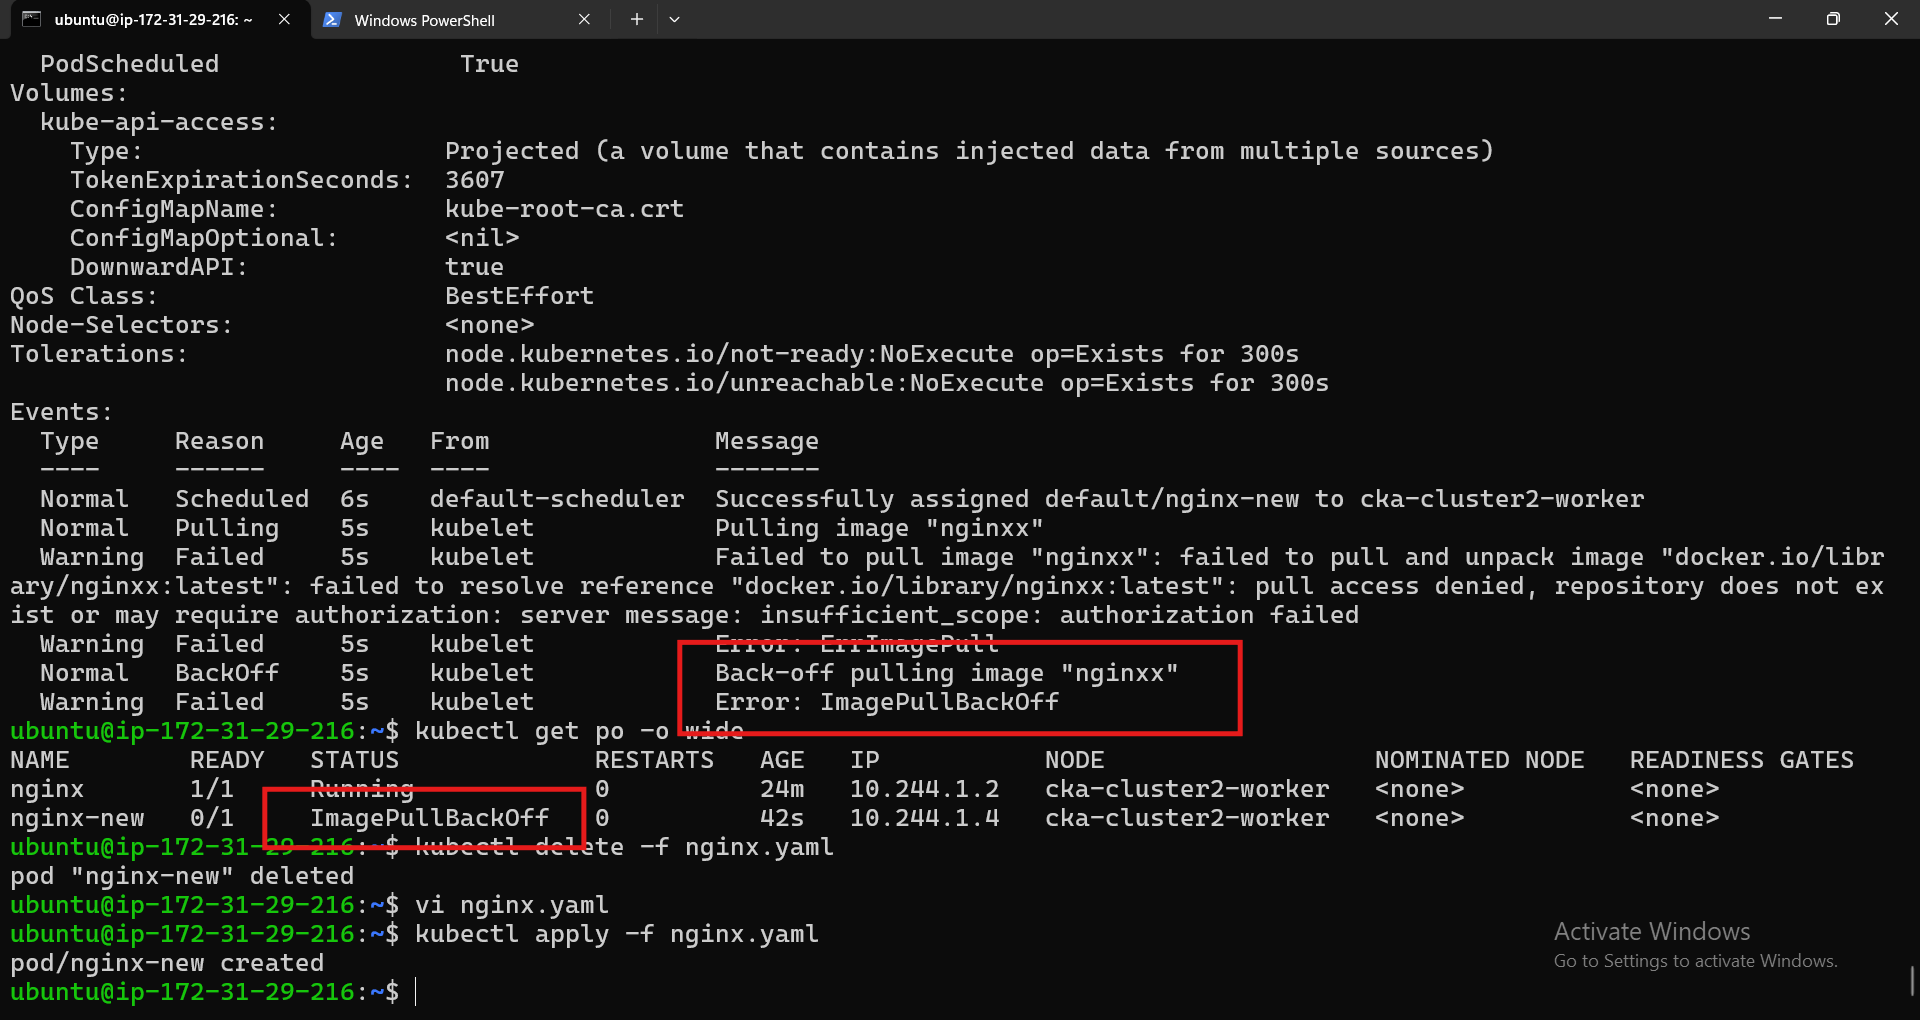 ubuntu@ip-172-31-29-216: ~
Windows PowerShell
PodScheduled True
Volumes:
kube-api-access:
Type: Projected (a volume that contains injected data from multiple sources)
TokenExpirationSeconds: 3607
ConfigMapName: kube-root-ca.crt
ConfigMapOptional: <nil>
DownwardAPI: true
QoS Class: BestEffort
Node-Selectors: <none>
Tolerations: node.kubernetes.io/not-ready:NoExecute op=Exists for 300s
node.kubernetes.io/unreachable:NoExecute op=Exists for 300s
Events:
Type Reason Age From Message
---- ------ ---- ---- -------
Normal Scheduled 6s default-scheduler Successfully assigned default/nginx-new to cka-cluster2-worker
Normal Pulling 5s kubelet Pulling image "nginxx"
Warning Failed 5s kubelet Failed to pull image "nginxx": failed to pull and unpack image "docker.io/libr
ary/nginxx:latest": failed to resolve reference "docker.io/library/nginxx:latest": pull access denied, repository does not ex
ist or may require authorization: server message: insufficient_scope: authorization failed
Warning Failed 5s kubelet Error: ErrImagePull
Normal BackOff 5s kubelet Back-off pulling image "nginxx"
Warning Failed 5s kubelet Error: ImagePullBackOff
ubuntu@ip-172-31-29-216:~$ kubectl get po -o wide
NAME READY STATUS RESTARTS AGE IP NODE NOMINATED NODE READINESS GATES
nginx 1/1 Running 0 24m 10.244.1.2 cka-cluster2-worker <none> <none>
nginx-new 0/1 ImagePullBackOff 0 42s 10.244.1.4 cka-cluster2-worker <none> <none>
ubuntu@ip-172-31-29-216:~$ kubectl delete -f nginx.yaml
pod "nginx-new" deleted
ubuntu@ip-172-31-29-216:~$ vi nginx.yaml
ubuntu@ip-172-31-29-216:~$ kubectl apply -f nginx.yaml
pod/nginx-new created
ubuntu@ip-172-31-29-216:~$
Activate Windows
Go to Settings to activate Windows.